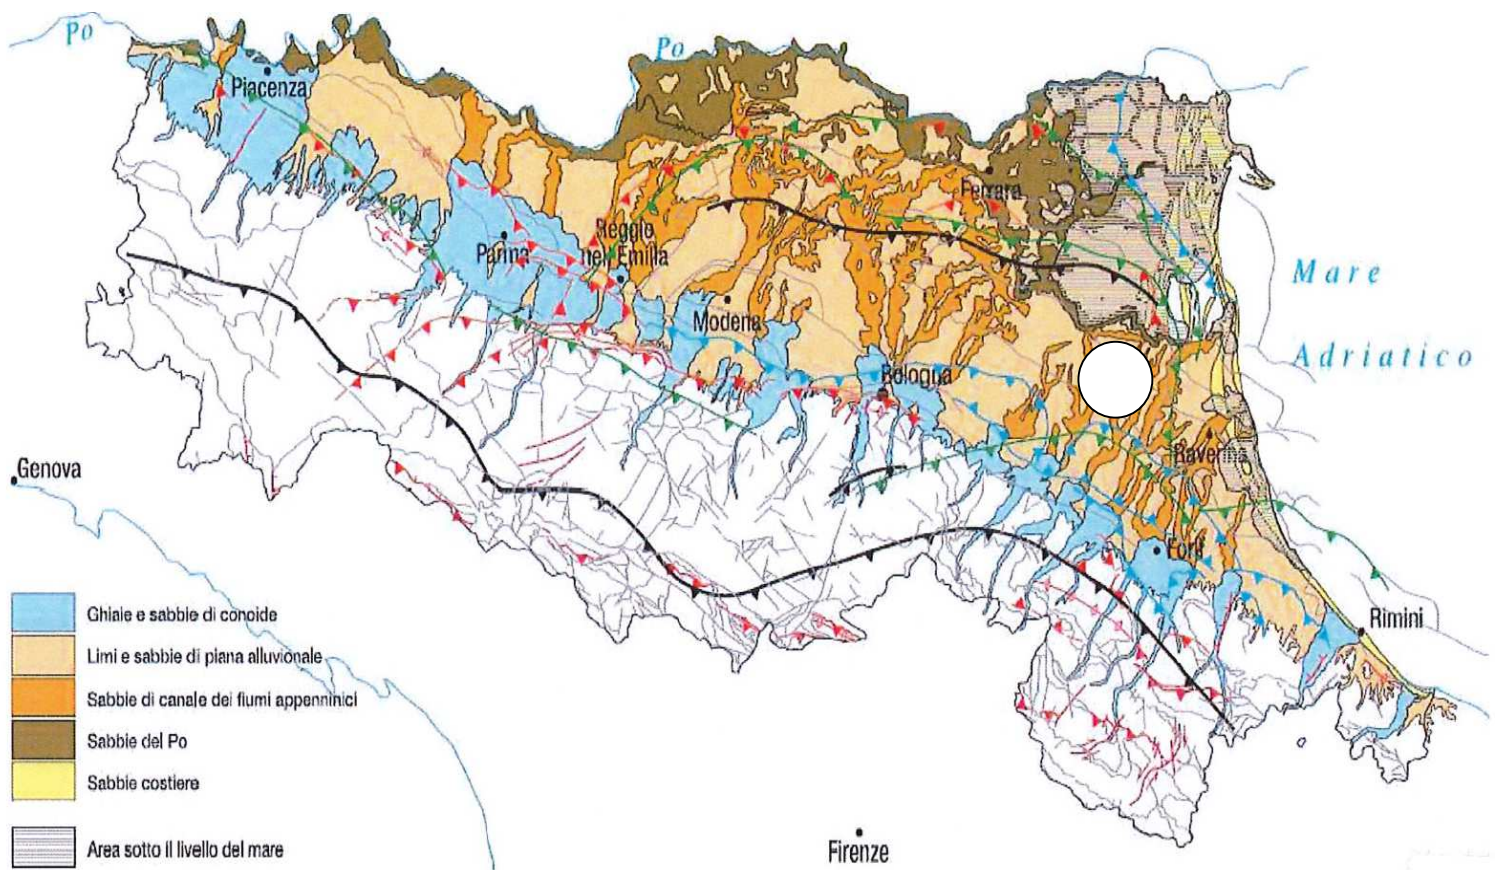 Po
Po
Piacenza
Ferrara
Reggio
nell'Emilia
Parma
Mare
Modena
Adriatico
Bologna
Ravenna
Genova
Forlì
Ghiaie e sabbie di conoide
Rimini
Limi e sabbie di piana alluvionale
Sabbie di canale dei fiumi appenninici
Sabbie del Po
Sabbie costiere
Area sotto il livello del mare
Firenze